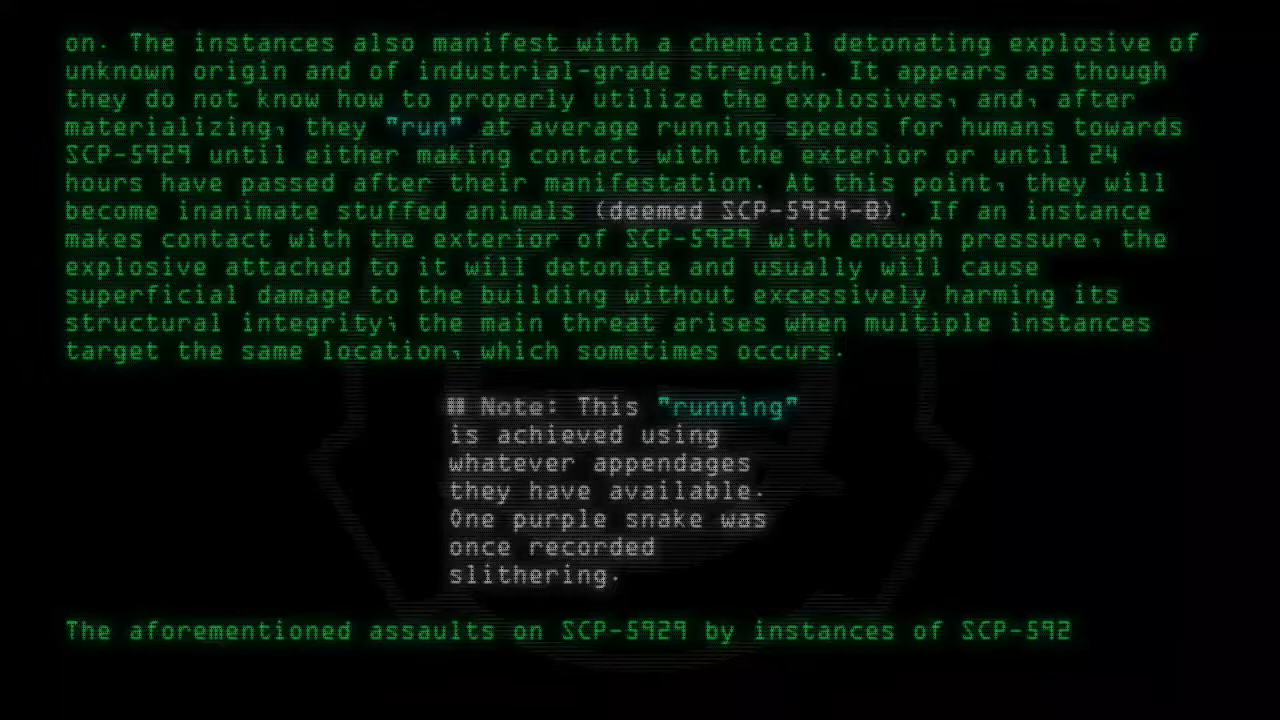 on. The instances also manifest with a chemical detonating explosive of
unknown origin and of industrial-grade strength. It appears as though
they do not know how to properly utilize the explosives, and, after
materializing, they "run" at average running speeds for humans towards
SCP-5929 until either making contact with the exterior or until 24
hours have passed after their manifestation. At this point, they will
become inanimate stuffed animals (deemed SCP-5929-B). If an instance
makes contact with the exterior of SCP-5929 with enough pressure, the
explosive attached to it will detonate and usually will cause
superficial damage to the building without excessively harming its
structural integrity; the main threat arises when multiple instances
target the same location, which sometimes occurs.
# Note: This "running"
is achieved using
whatever appendages
they have available.
One purple snake was
once recorded
slithering.
The aforementioned assaults on SCP-5929 by instances of SCP-592